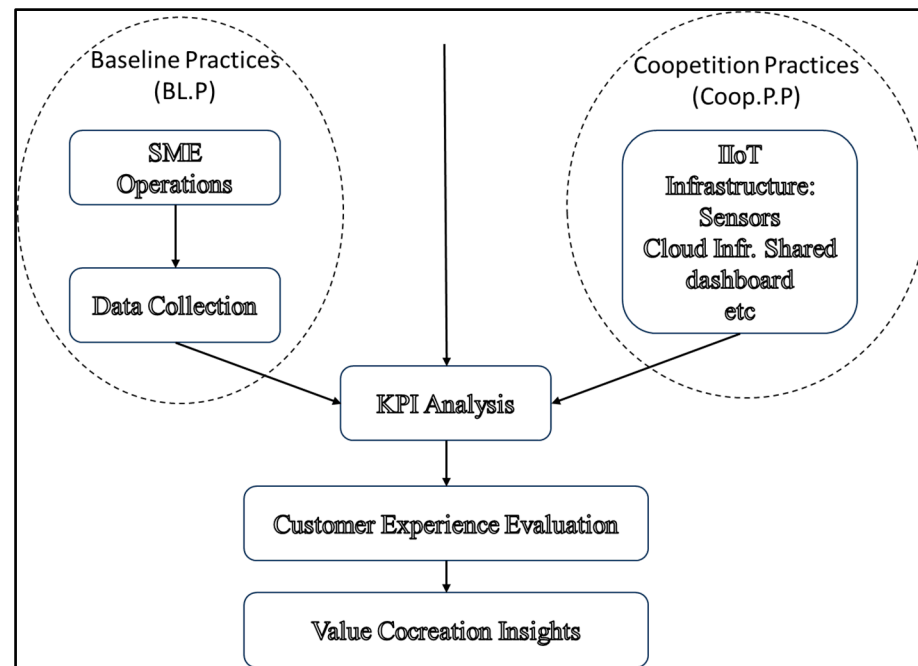 Baseline Practices
(BL.P)
SME
Operations
Data Collection
Coopetition Practices
(Coop.P.P)
IIoT
Infrastructure:
Sensors
Cloud Infr. Shared
dashboard
etc
KPI Analysis
Customer Experience Evaluation
Value Cocreation Insights